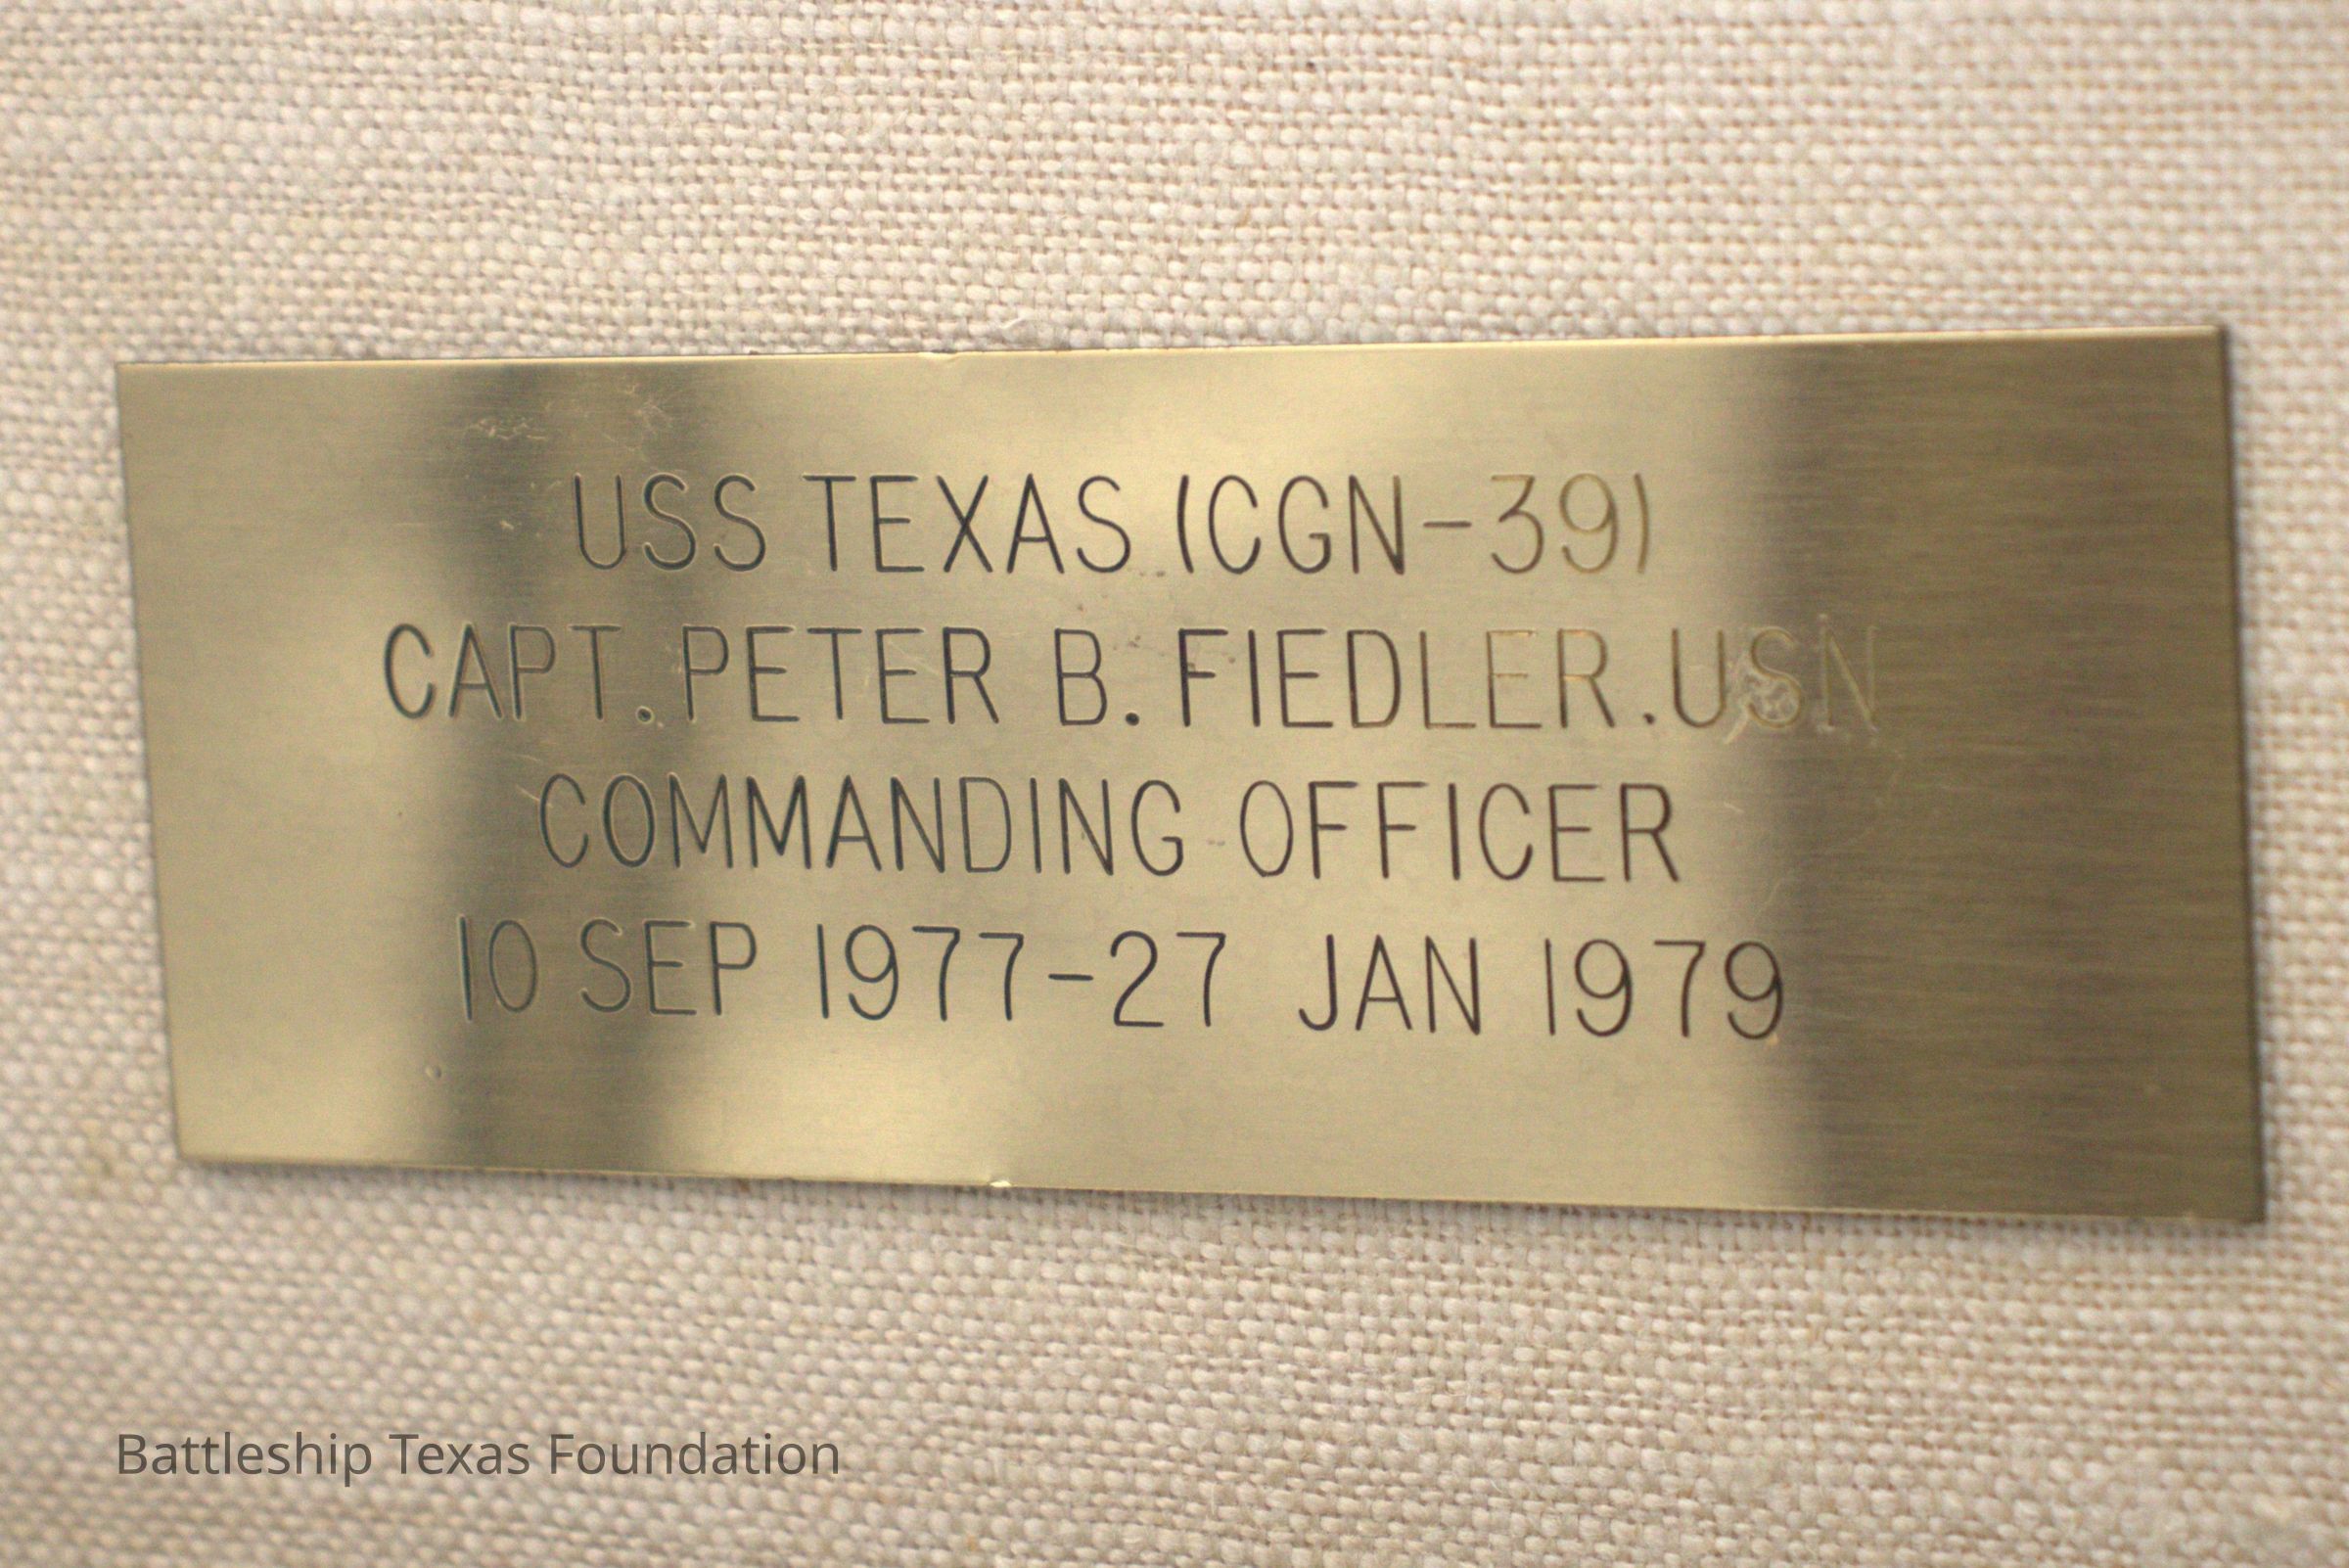 USS TEXAS (CGN-39)
CAPT. PETER B. FIEDLER.USN
COMMANDING OFFICER
10 SEP 1977-27 JAN 1979
Battleship Texas Foundation